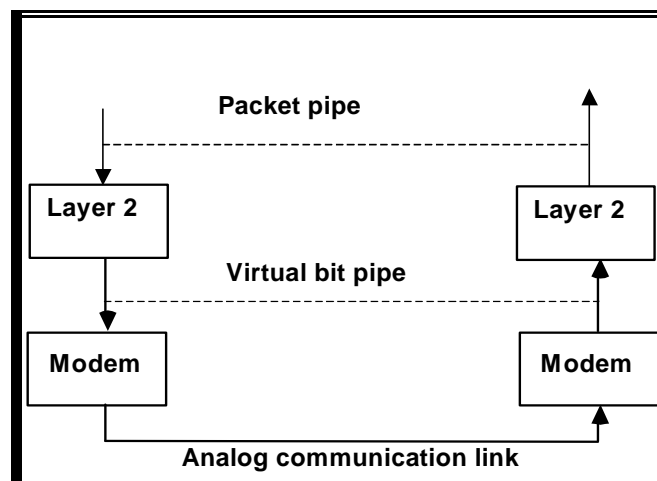 Packet pipe
Layer 2
Layer 2
Virtual bit pipe
Modem
Modem
Analog communication link